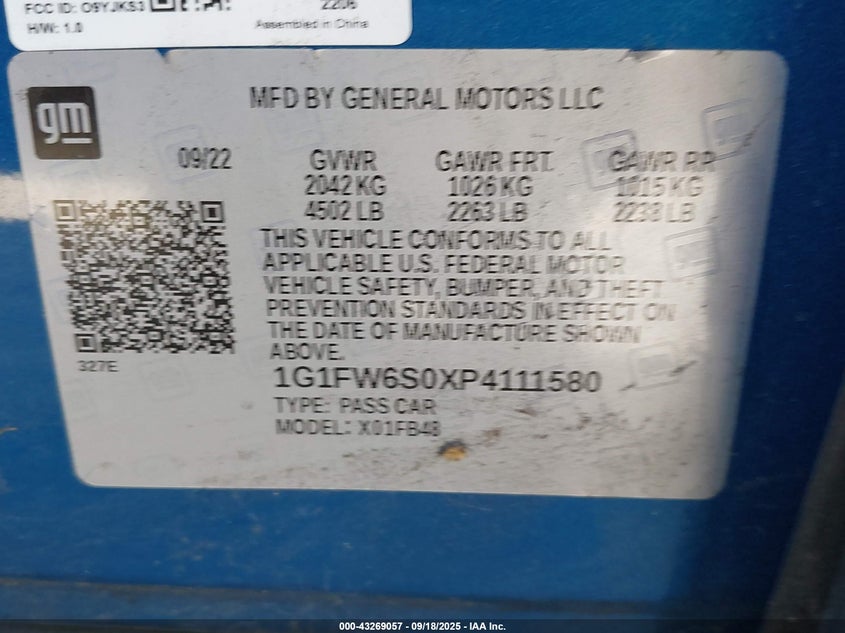 FCC ID: O9YJKS3
2208
H/W: 1.0
Assembled in China
gm
MFD BY GENERAL MOTORS LLC
09/22 GVWR GAWR FRT. GAWR RR
2042 KG 1026 KG 1015 KG
4502 LB 2263 LB 2238 LB
THIS VEHICLE CONFORMS TO ALL
APPLICABLE U.S. FEDERAL MOTOR
VEHICLE SAFETY, BUMPER, AND THEFT
PREVENTION STANDARDS IN EFFECT ON
THE DATE OF MANUFACTURE SHOWN
ABOVE.
327E
1G1FW6S0XP4111580
TYPE: PASS CAR
MODEL: X01FB48
000-43269057 - 09/18/2025 - IAA Inc.